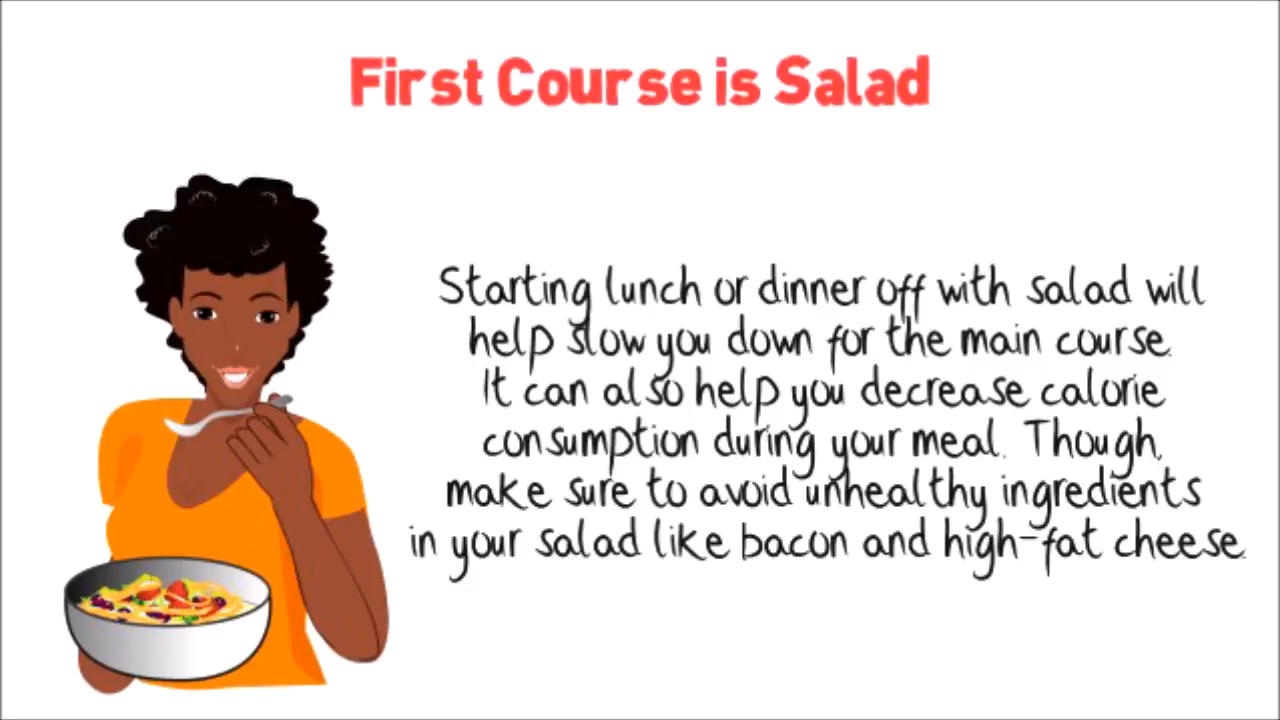 First Course is Salad
Starting lunch or dinner off with salad will
help slow you down for the main course.
It can also help you decrease calorie
consumption during your meal. Though,
make sure to avoid unhealthy ingredients
in your salad like bacon and high-fat cheese.